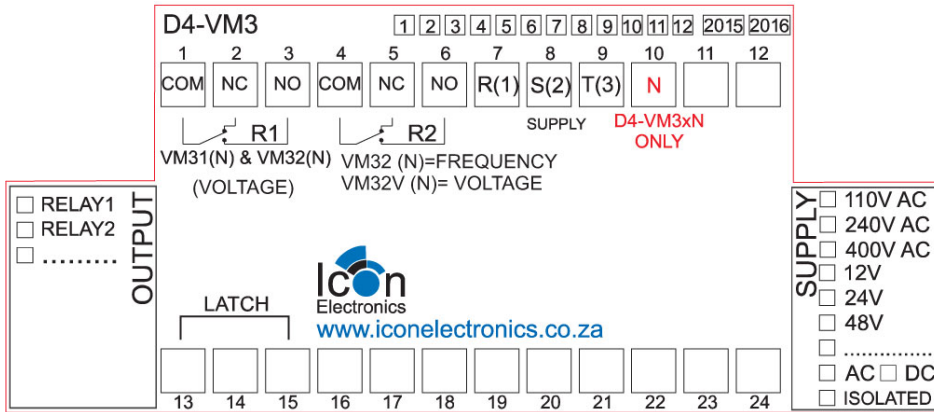 D4-VM3 1 2 3 4 5 6 7 8 9 10 11 12 2015 2016
1 2 3 4 5 6 7 8 9 10 11 12
COM NC NO COM NC NO R(1) S(2) T(3) N
R1 R2 SUPPLY D4-VM3xN
ONLY
VM31(N) & VM32(N) VM32 (N)=FREQUENCY
(VOLTAGE) VM32V (N)= VOLTAGE
OUTPUT
RELAY1
RELAY2
.........
SUPPLY
110V AC
240V AC
400V AC
12V
24V
48V
...............
AC DC
ISOLATED
Icon
Electronics
www.iconelectronics.co.za
LATCH
13 14 15 16 17 18 19 20 21 22 23 24